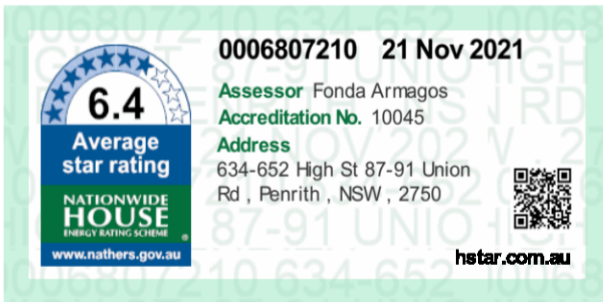 0006807210 21 Nov 2021
6.4
Average
star rating
NATIONWIDE
HOUSE
ENERGY RATING SCHEME ®
www.nathers.gov.au
Assessor Fonda Armagos
Accreditation No. 10045
Address
634-652 High St 87-91 Union
Rd , Penrith , NSW , 2750
hstar.com.au